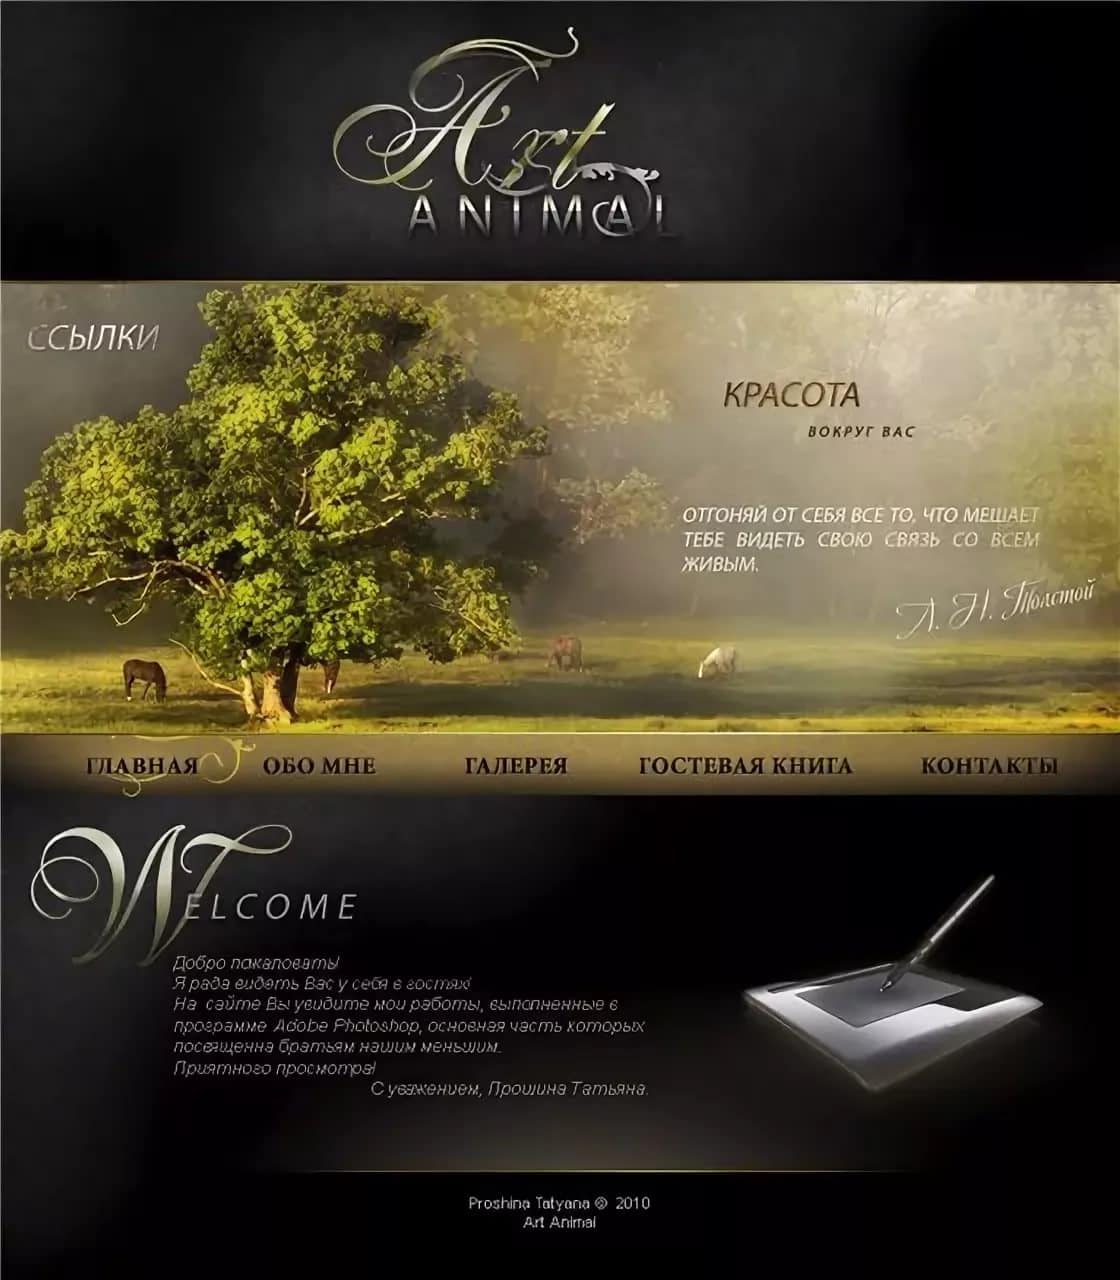 Art
ANIMAL
ССЫЛКИ
КРАСОТА
ВОКРУГ ВАС
ОТГОНЯЙ ОТ СЕБЯ ВСЕ ТО, ЧТО МЕШАЕТ
ТЕБЕ ВИДЕТЬ СВОЮ СВЯЗЬ СО ВСЕМ
ЖИВЫМ.
Л. Н. Толстой
ГЛАВНАЯ ОБО МНЕ ГАЛЕРЕЯ ГОСТЕВАЯ КНИГА КОНТАКТЫ
WELCOME
Добро пожаловать!
Я рада видеть Вас у себя в гостях!
На сайте Вы увидите мои работы, выполненные в
программе Adobe Photoshop, основная часть которых
посвященна братьям нашим меньшим.
Приятного просмотра!
С уважением, Прошина Татьяна.
Proshina Tatyana © 2010
Art Animal